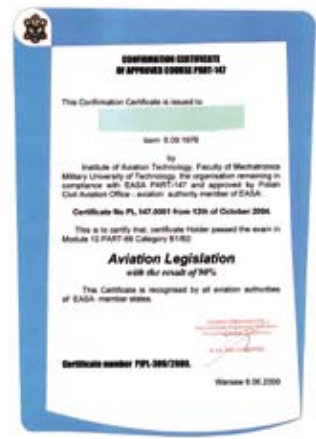 CONFIRMATION CERTIFICATE
OF APPROVED COURSE PART-147
This Confirmation Certificate is issued to
born 5.09.1976
by
Institute of Aviation Technology, Faculty of Mechatronics
Military University of Technology, the organisation remaining in
compliance with EASA PART-147 and approved by Polish
Civil Aviation Office - aviation authority member of EASA
Certificate No PL.147.0001 from 13th of October 2004.
This is to certify that, certificate Holder passed the exam in
Module 10 PART-66 Category B1/B2
Aviation Legislation
with the result of 90%
This Certificate is recognised by all aviation authorities
of EASA member states.
Certificate number
Warsaw 6.06.2009